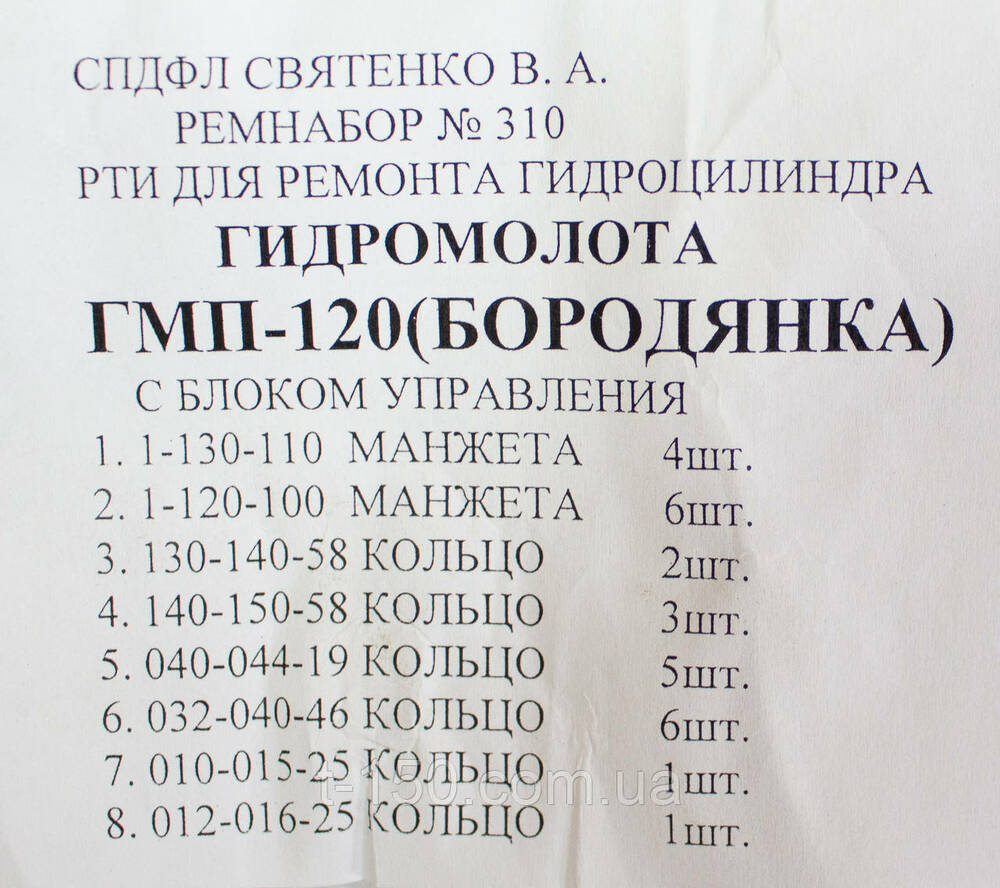 СПДФЛ СВЯТЕНКО В. А.
РЕМНАБОР № 310
РТИ ДЛЯ РЕМОНТА ГИДРОЦИЛИНДРА
ГИДРОМОЛОТА
ГМП-120(БОРОДЯНКА)
С БЛОКОМ УПРАВЛЕНИЯ
1. 1-130-110 МАНЖЕТА 4шт.
2. 1-120-100 МАНЖЕТА 6шт.
3. 130-140-58 КОЛЬЦО 2шт.
4. 140-150-58 КОЛЬЦО 3шт.
5. 040-044-19 КОЛЬЦО 5шт.
6. 032-040-46 КОЛЬЦО 6шт.
7. 010-015-25 КОЛЬЦО 1шт.
t-150.com.ua
8. 012-016-25 КОЛЬЦО 1шт.